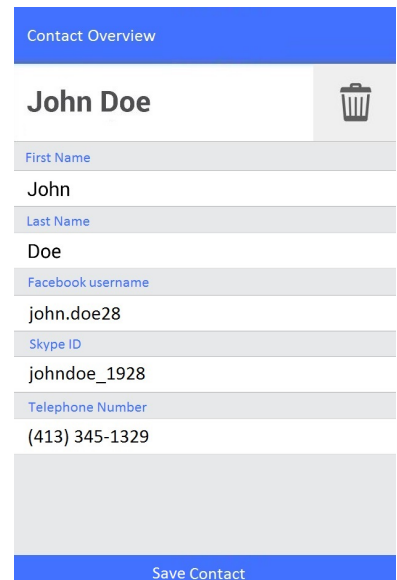 Contact Overview
John Doe
First Name
John
Last Name
Doe
Facebook username
john.doe28
Skype ID
johndoe_1928
Telephone Number
(413) 345-1329
Save Contact